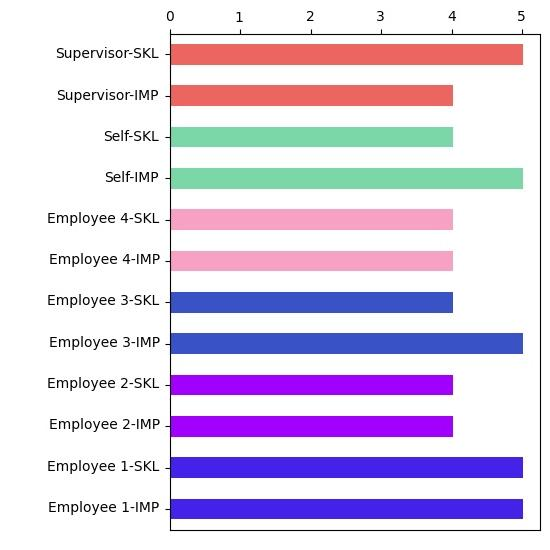 0 1 2 3 4 5
Supervisor-SKL
Supervisor-IMP
Self-SKL
Self-IMP
Employee 4-SKL
Employee 4-IMP
Employee 3-SKL
Employee 3-IMP
Employee 2-SKL
Employee 2-IMP
Employee 1-SKL
Employee 1-IMP